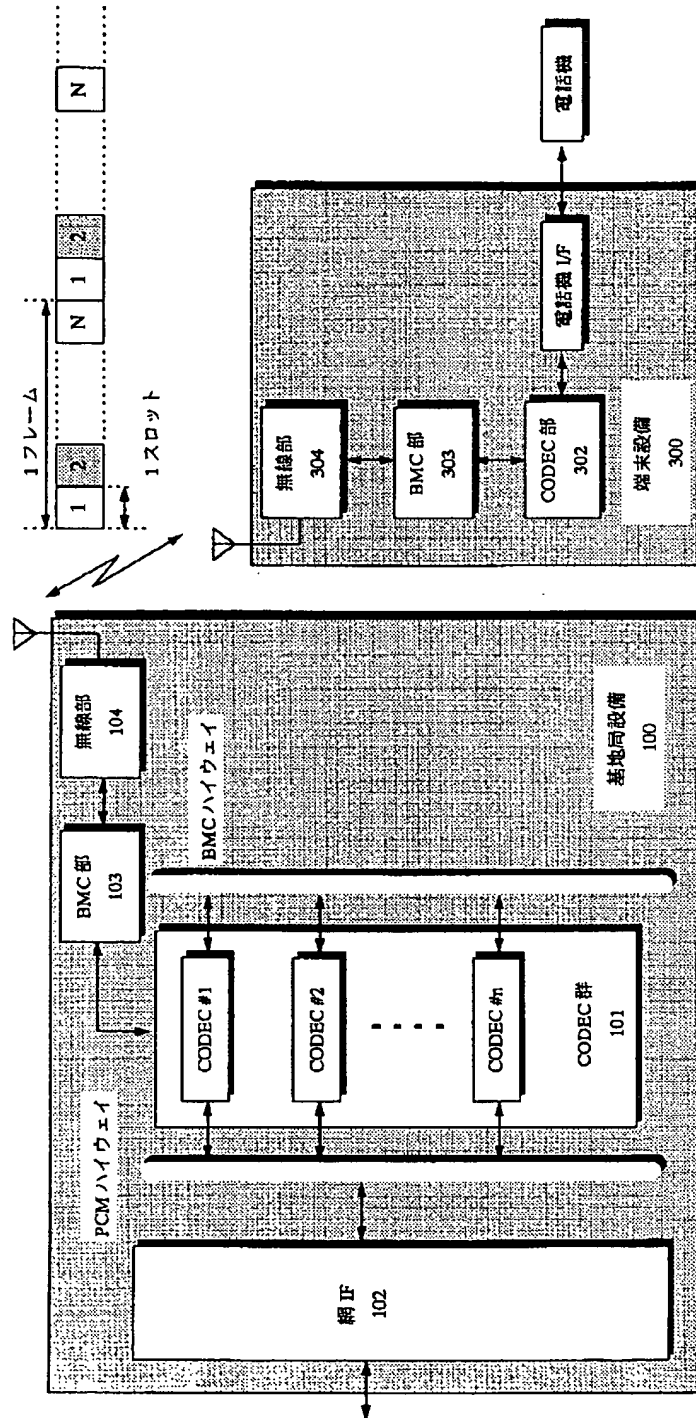 1フレーム
1 2 N 1 2 N
1スロット
PCMハイウェイ
BMC部
103
無線部
104
BMCハイウェイ
網IF
102
CODEC #1
CODEC #2
CODEC #n
CODEC群
101
基地局設備
100
無線部
304
BMC部
303
CODEC部
302
電話機 I/F
端末設備
300
電話機